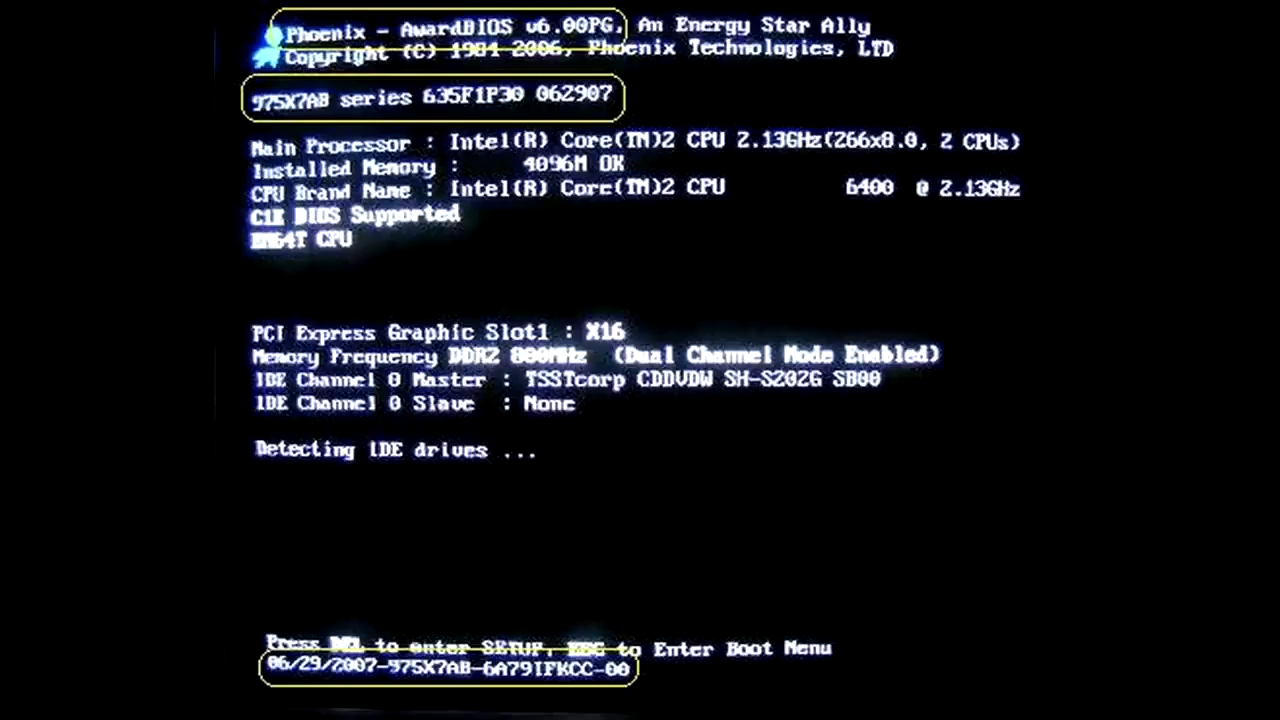 Phoenix - AwardBIOS v6.00PG, An Energy Star Ally
Copyright (C) 1984 2006, Phoenix Technologies, LTD
975X7AB series 635F1P30 062907
Main Processor : Intel(R) Core(TM)2 CPU 2.13GHz(266x8.0, 2 CPUs)
Installed Memory : 4096M OK
CPU Brand Name : Intel(R) Core(TM)2 CPU 6400 @ 2.13GHz
C1E BIOS Supported
EM64T CPU
PCI Express Graphic Slot1 : X16
Memory Frequency DDR2 800MHz (Dual Channel Mode Enabled)
IDE Channel 0 Master : TSSTcorp CDDVDW SH-S202G SB00
IDE Channel 0 Slave : None
Detecting IDE drives ...
Press DEL to enter SETUP, ESC to Enter Boot Menu
06/29/2007-975X7AB-6A79IFKCC-00